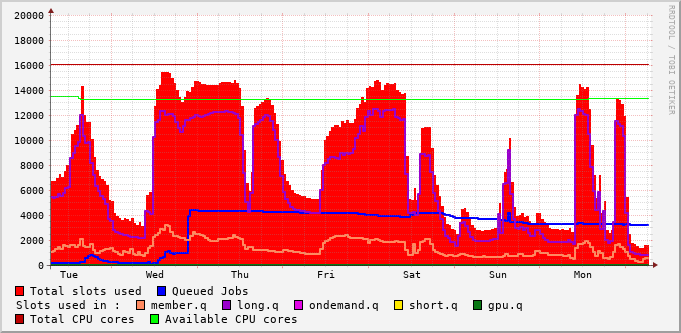 RRDTOOL / TOBI OETIKER
20000
18000
16000
14000
12000
10000
8000
6000
4000
2000
0
Tue Wed Thu Fri Sat Sun Mon
Total slots used Queued Jobs
Slots used in : member.q long.q ondemand.q short.q gpu.q
Total CPU cores Available CPU cores